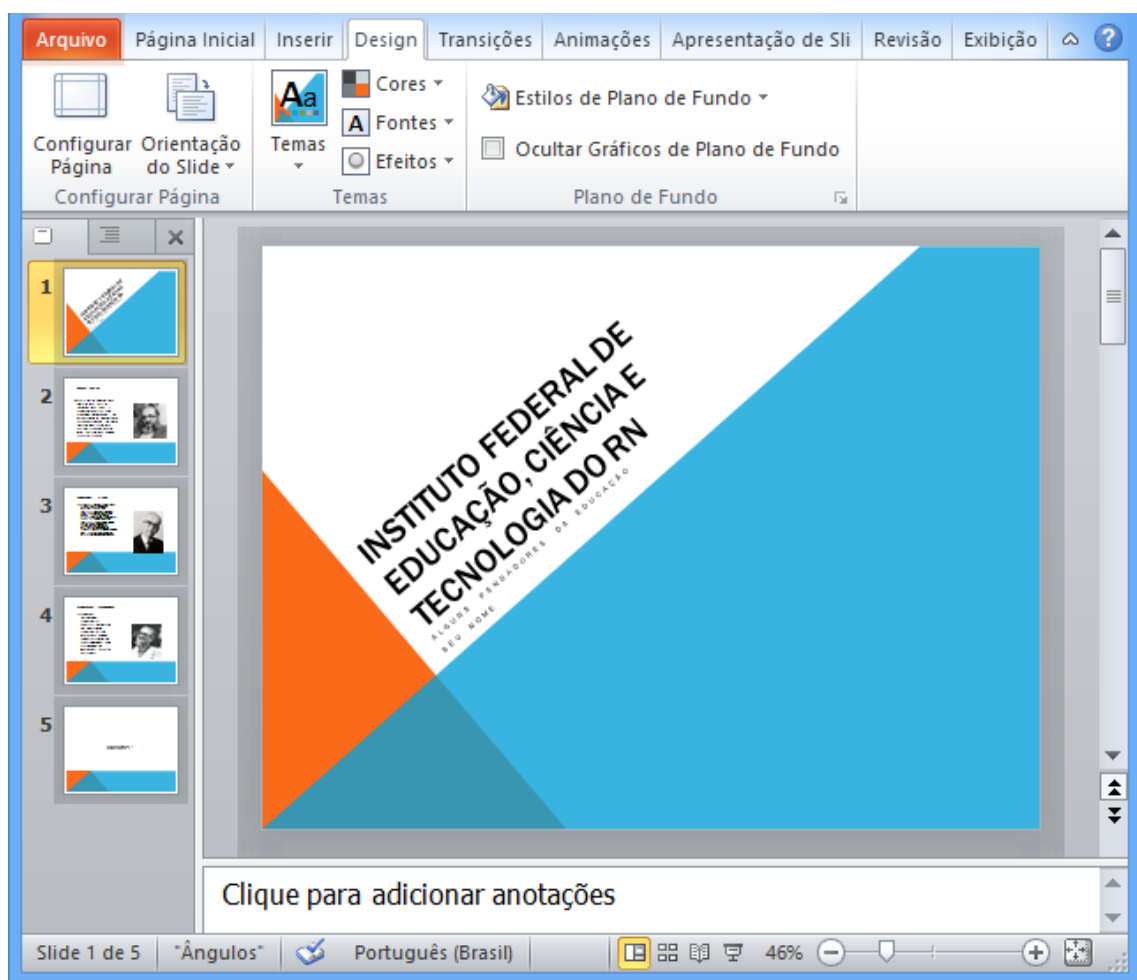 Arquivo Página Inicial Inserir Design Transições Animações Apresentação de Sli Revisão Exibição
Configurar Página
Orientação do Slide
Configurar Página
Aa
Temas
Cores
A Fontes
Efeitos
Temas
Estilos de Plano de Fundo
Ocultar Gráficos de Plano de Fundo
Plano de Fundo
1
2
3
4
5
INSTITUTO FEDERAL DE
EDUCAÇÃO, CIÊNCIA E
TECNOLOGIA DO RN
ALGUNS PENSADORES DA EDUCAÇÃO
SEU NOME
Clique para adicionar anotações
Slide 1 de 5 "Ângulos" Português (Brasil) 46%